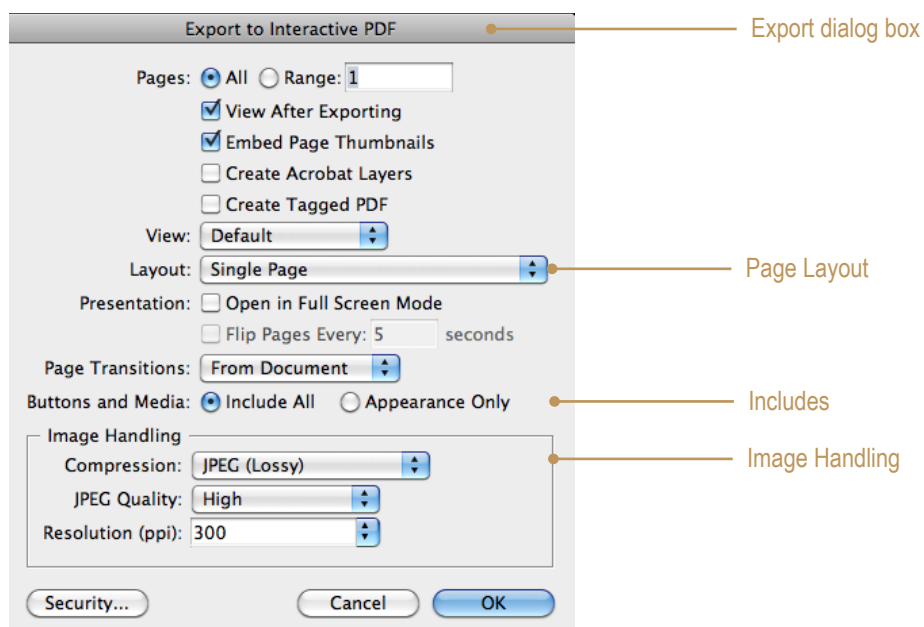 Export to Interactive PDF
Export dialog box
Pages: All Range: 1
View After Exporting
Embed Page Thumbnails
Create Acrobat Layers
Create Tagged PDF
View: Default
Layout: Single Page
Page Layout
Presentation: Open in Full Screen Mode
Flip Pages Every: 5 seconds
Page Transitions: From Document
Buttons and Media: Include All Appearance Only
Includes
Image Handling
Compression: JPEG (Lossy)
Image Handling
JPEG Quality: High
Resolution (ppi): 300
Security... Cancel OK